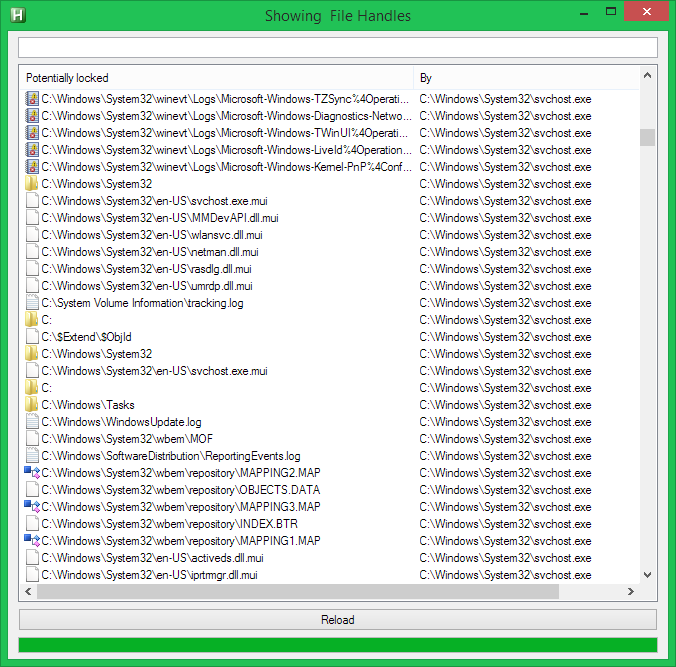 H
Showing File Handles
Potentially locked By
C:\Windows\System32\winevt\Logs\Microsoft-Windows-TZSync%4Operati... C:\Windows\System32\svchost.exe
C:\Windows\System32\winevt\Logs\Microsoft-Windows-Diagnostics-Netwo... C:\Windows\System32\svchost.exe
C:\Windows\System32\winevt\Logs\Microsoft-Windows-TWinUI%4Operati... C:\Windows\System32\svchost.exe
C:\Windows\System32\winevt\Logs\Microsoft-Windows-LiveId%4Operation... C:\Windows\System32\svchost.exe
C:\Windows\System32\winevt\Logs\Microsoft-Windows-Kernel-PnP%4Conf... C:\Windows\System32\svchost.exe
C:\Windows\System32 C:\Windows\System32\svchost.exe
C:\Windows\System32\en-US\svchost.exe.mui C:\Windows\System32\svchost.exe
C:\Windows\System32\en-US\MMDevAPI.dll.mui C:\Windows\System32\svchost.exe
C:\Windows\System32\en-US\wlansvc.dll.mui C:\Windows\System32\svchost.exe
C:\Windows\System32\en-US\netman.dll.mui C:\Windows\System32\svchost.exe
C:\Windows\System32\en-US\rasdlg.dll.mui C:\Windows\System32\svchost.exe
C:\Windows\System32\en-US\umrdp.dll.mui C:\Windows\System32\svchost.exe
C:\System Volume Information\tracking.log C:\Windows\System32\svchost.exe
C: C:\Windows\System32\svchost.exe
C:\$Extend\$ObjId C:\Windows\System32\svchost.exe
C:\Windows\System32 C:\Windows\System32\svchost.exe
C:\Windows\System32\en-US\svchost.exe.mui C:\Windows\System32\svchost.exe
C: C:\Windows\System32\svchost.exe
C:\Windows\Tasks C:\Windows\System32\svchost.exe
C:\Windows\WindowsUpdate.log C:\Windows\System32\svchost.exe
C:\Windows\System32\wbem\MOF C:\Windows\System32\svchost.exe
C:\Windows\SoftwareDistribution\ReportingEvents.log C:\Windows\System32\svchost.exe
C:\Windows\System32\wbem\repository\MAPPING2.MAP C:\Windows\System32\svchost.exe
C:\Windows\System32\wbem\repository\OBJECTS.DATA C:\Windows\System32\svchost.exe
C:\Windows\System32\wbem\repository\MAPPING3.MAP C:\Windows\System32\svchost.exe
C:\Windows\System32\wbem\repository\INDEX.BTR C:\Windows\System32\svchost.exe
C:\Windows\System32\wbem\repository\MAPPING1.MAP C:\Windows\System32\svchost.exe
C:\Windows\System32\en-US\activeds.dll.mui C:\Windows\System32\svchost.exe
C:\Windows\System32\en-US\iprtrmgr.dll.mui C:\Windows\System32\svchost.exe
Reload